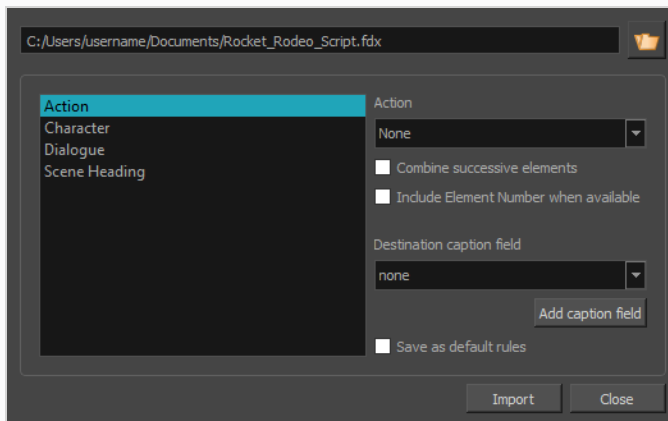 C:/Users/username/Documents/Rocket_Rodeo_Script.fdx
Action
Character
Dialogue
Scene Heading
Action
None
Combine successive elements
Include Element Number when available
Destination caption field
none
Add caption field
Save as default rules
Import
Close